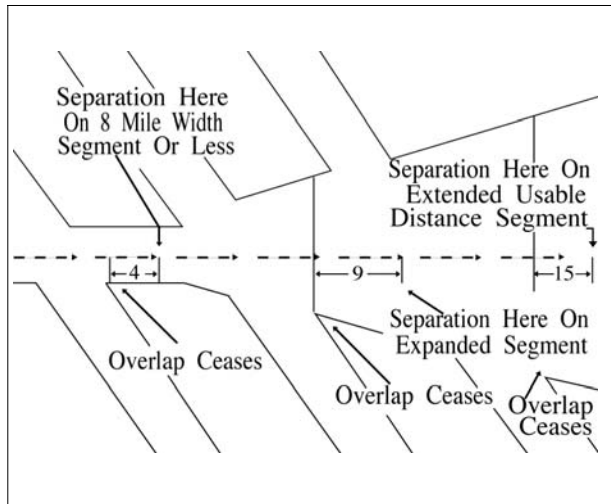 Separation Here
On 8 Mile Width
Segment Or Less
Separation Here On
Extended Usable
Distance Segment
4
9
15
Separation Here On
Expanded Segment
Overlap Ceases
Overlap Ceases
Overlap
Ceases